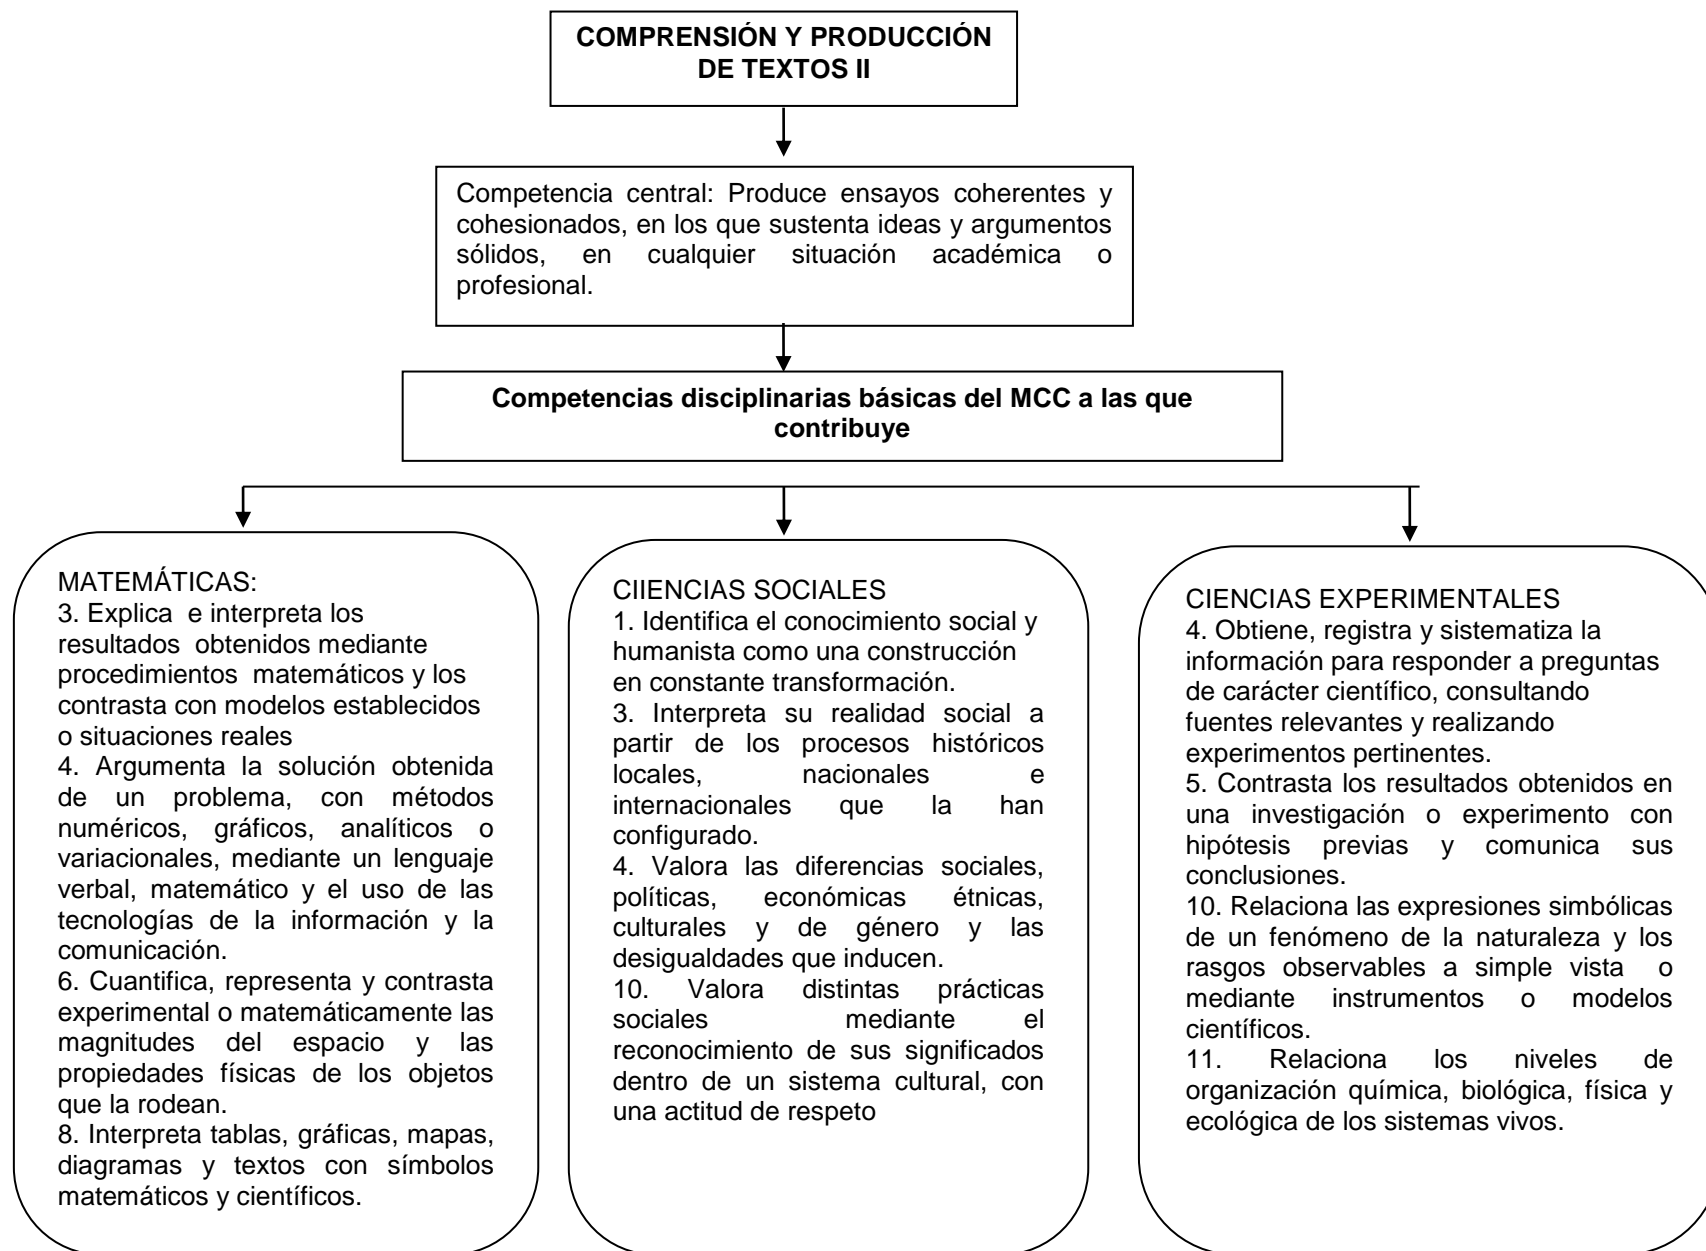 COMPRENSIÓN Y PRODUCCIÓN
DE TEXTOS II
Competencia central: Produce ensayos coherentes y
cohesionados, en los que sustenta ideas y argumentos
sólidos, en cualquier situación académica o
profesional.
Competencias disciplinarias básicas del MCC a las que
contribuye
MATEMÁTICAS:
3. Explica e interpreta los
resultados obtenidos mediante
procedimientos matemáticos y los
contrasta con modelos establecidos
o situaciones reales
4. Argumenta la solución obtenida
de un problema, con métodos
numéricos, gráficos, analíticos o
variacionales, mediante un lenguaje
verbal, matemático y el uso de las
tecnologías de la información y la
comunicación.
6. Cuantifica, representa y contrasta
experimental o matemáticamente las
magnitudes del espacio y las
propiedades físicas de los objetos
que la rodean.
8. Interpreta tablas, gráficas, mapas,
diagramas y textos con símbolos
matemáticos y científicos.
CIIENCIAS SOCIALES
1. Identifica el conocimiento social y
humanista como una construcción
en constante transformación.
3. Interpreta su realidad social a
partir de los procesos históricos
locales, nacionales e
internacionales que la han
configurado.
4. Valora las diferencias sociales,
políticas, económicas étnicas,
culturales y de género y las
desigualdades que inducen.
10. Valora distintas prácticas
sociales mediante el
reconocimiento de sus significados
dentro de un sistema cultural, con
una actitud de respeto
CIENCIAS EXPERIMENTALES
4. Obtiene, registra y sistematiza la
información para responder a preguntas
de carácter científico, consultando
fuentes relevantes y realizando
experimentos pertinentes.
5. Contrasta los resultados obtenidos en
una investigación o experimento con
hipótesis previas y comunica sus
conclusiones.
10. Relaciona las expresiones simbólicas
de un fenómeno de la naturaleza y los
rasgos observables a simple vista o
mediante instrumentos o modelos
científicos.
11. Relaciona los niveles de
organización química, biológica, física y
ecológica de los sistemas vivos.